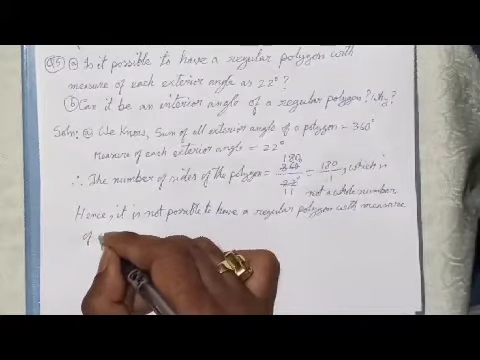 Q5 a Is it possible to have a regular polygon with
measure of each exterior angle as 22°?
b Can it be an interior angle of a regular polygon? Why?
Soln: a We know, Sum of all exterior angle of a polygon = 360°
Measure of each exterior angle = 22°
∴ The number of sides of the polygon = 180 360° / 22° 11 = 180 / 11, which is
not a whole number
Hence, it is not possible to have a regular polygon with measure
of